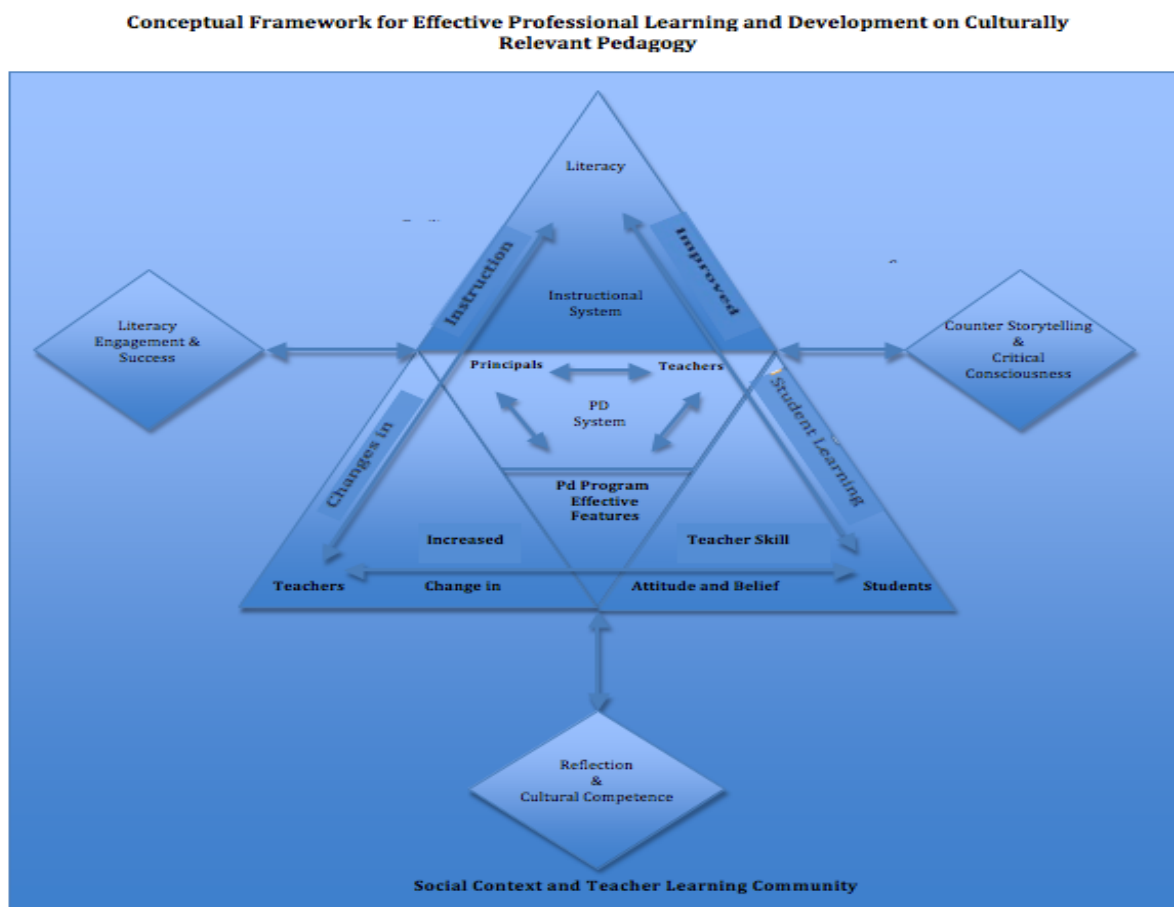 Conceptual Framework for Effective Professional Learning and Development on Culturally
Relevant Pedagogy
Literacy
Instruction
Improved
Instructional
System
Literacy
Engagement &
Success
Counter Storytelling
&
Critical
Consciousness
Principals
Teachers
PD
System
Changes in
Student Learning
Pd Program
Effective
Features
Increased
Teacher Skill
Teachers
Change in
Attitude and Belief
Students
Reflection
&
Cultural Competence
Social Context and Teacher Learning Community